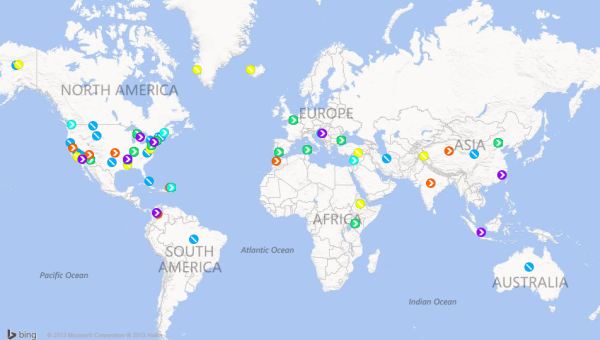 NORTH AMERICA
EUROPE
ASIA
AFRICA
SOUTH
AMERICA
Atlantic Ocean
Pacific Ocean
Indian Ocean
AUSTRALIA
bing
© 2013 Microsoft Corporation © 2013 Nokia